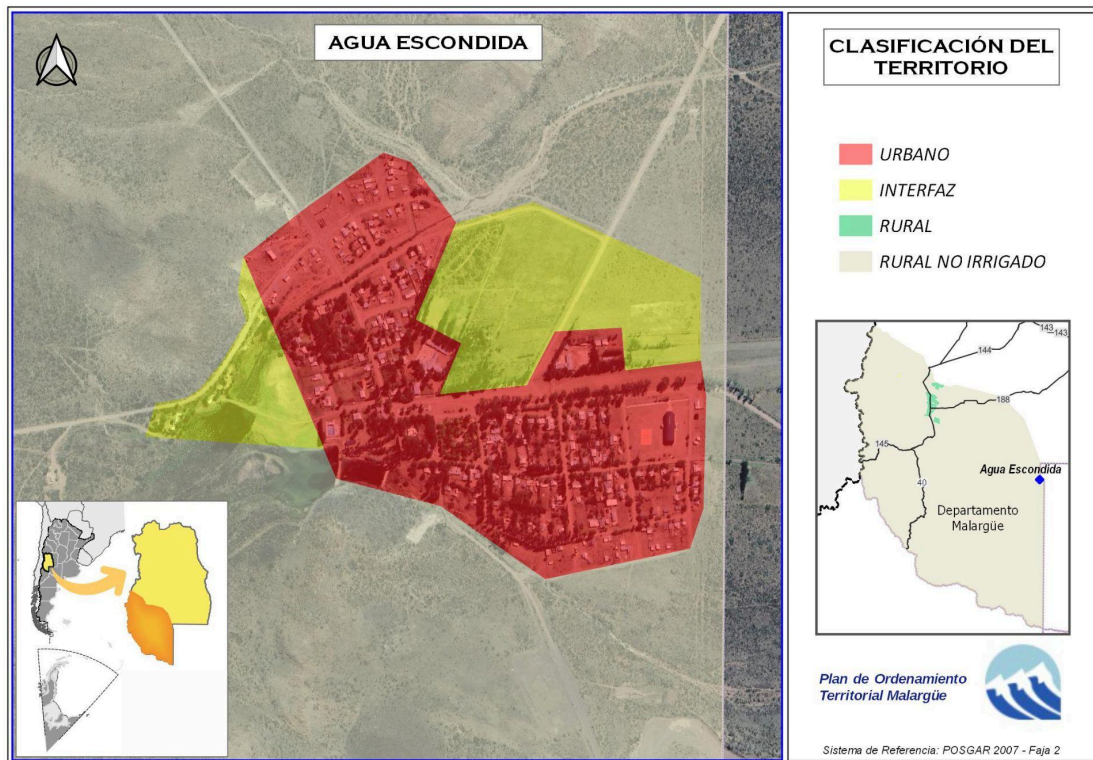 AGUA ESCONDIDA
CLASIFICACIÓN DEL
TERRITORIO
URBANO
INTERFAZ
RURAL
RURAL NO IRRIGADO
143
143
144
188
145
40
Agua Escondida
Departamento
Malargüe
Plan de Ordenamiento
Territorial Malargüe
Sistema de Referencia: POSGAR 2007 - Faja 2